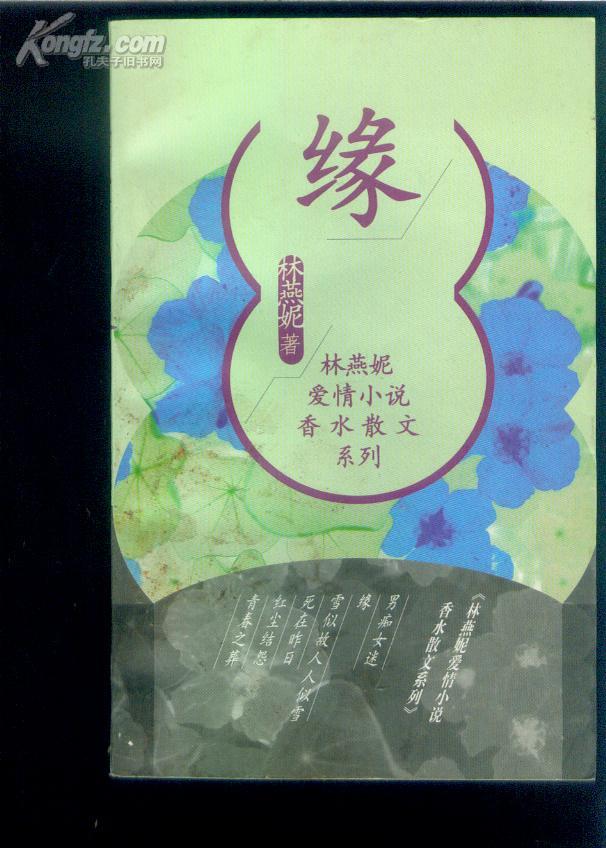 Kongfz.com
孔夫子旧书网
缘
林燕妮 著
林燕妮
爱情小说
香水散文
系列
《林燕妮爱情小说
香水散文系列》
男痴女迷
缘
雪似故人人似雪
死在昨日
红尘结怨
青春之葬